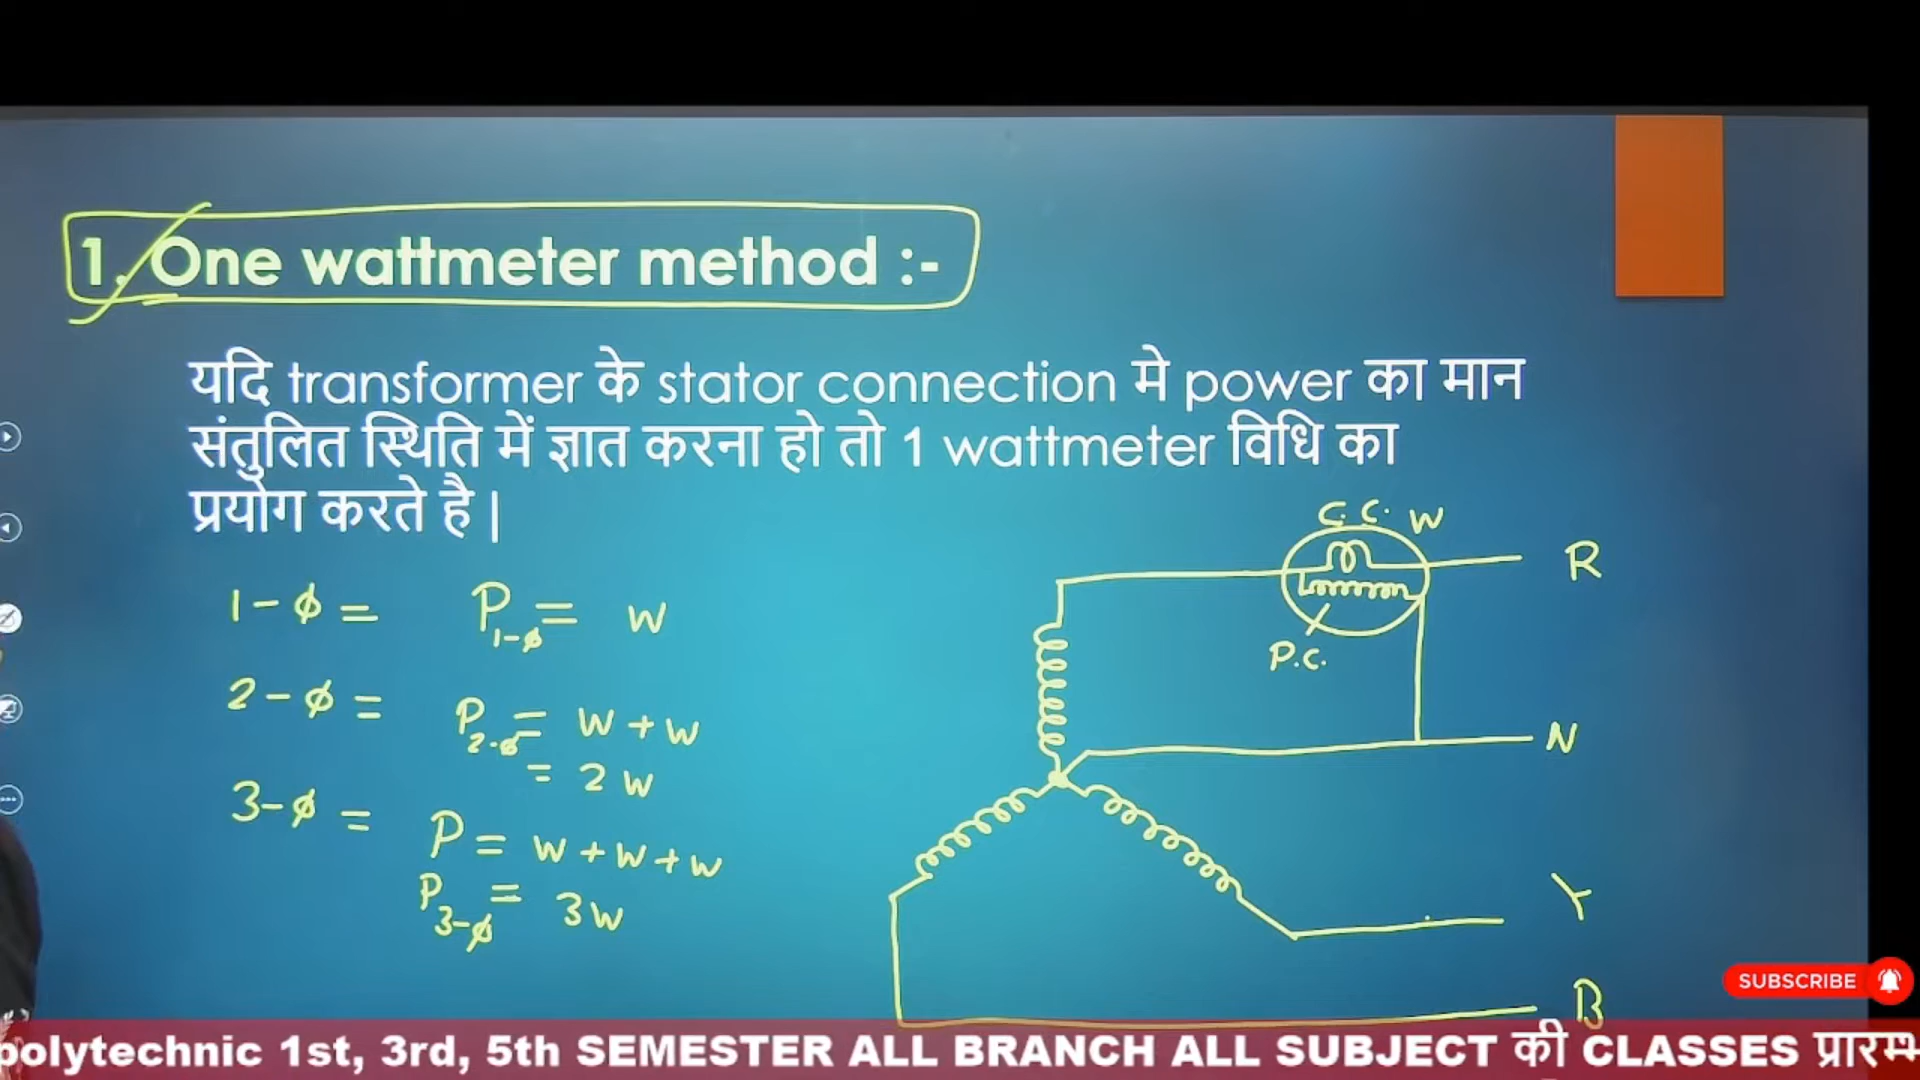 1. One wattmeter method :-
यदि transformer के stator connection मे power का मान
संतुलित स्थिति में ज्ञात करना हो तो 1 wattmeter विधि का
प्रयोग करते है |
1-ϕ = P1-ϕ = W
2-ϕ = P2-ϕ = W + W
= 2 W
3-ϕ = P = W + W + W
P3-ϕ = 3W
C.C. W
R
P.C.
N
Y
B
SUBSCRIBE
polytechnic 1st, 3rd, 5th SEMESTER ALL BRANCH ALL SUBJECT की CLASSES प्रारम्भ